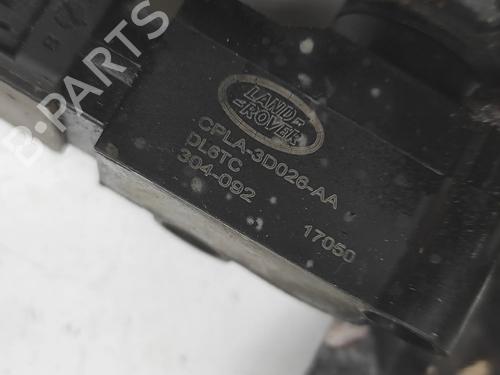 LAND-
-ROVER
CPLA-3D026-AA
DL6TC
304-092
17050
B-PARTS